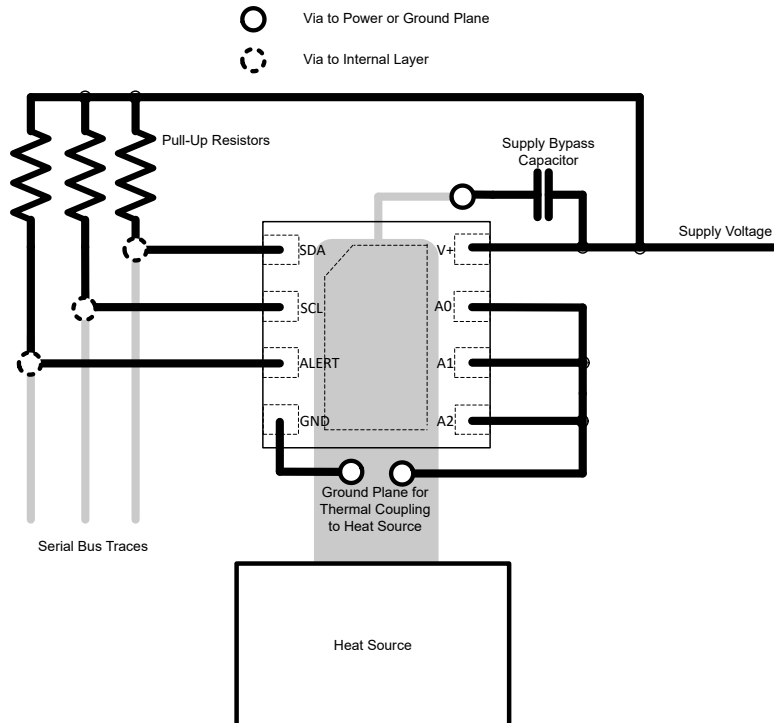 Via to Power or Ground Plane
Via to Internal Layer
Pull-Up Resistors
Supply Bypass
Capacitor
Supply Voltage
SDA
V+
SCL
A0
ALERT
A1
GND
A2
Ground Plane for
Thermal Coupling
to Heat Source
Serial Bus Traces
Heat Source